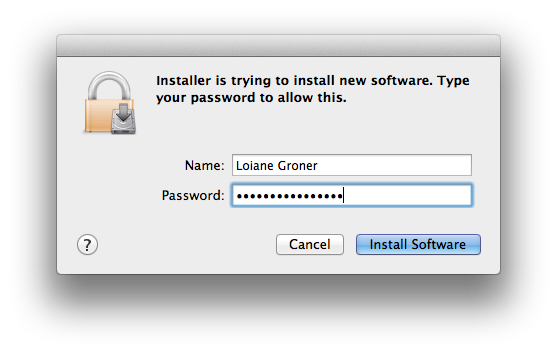 Installer is trying to install new software. Type
your password to allow this.
Name: Loiane Groner
Password: ••••••••••••••••
? Cancel Install Software